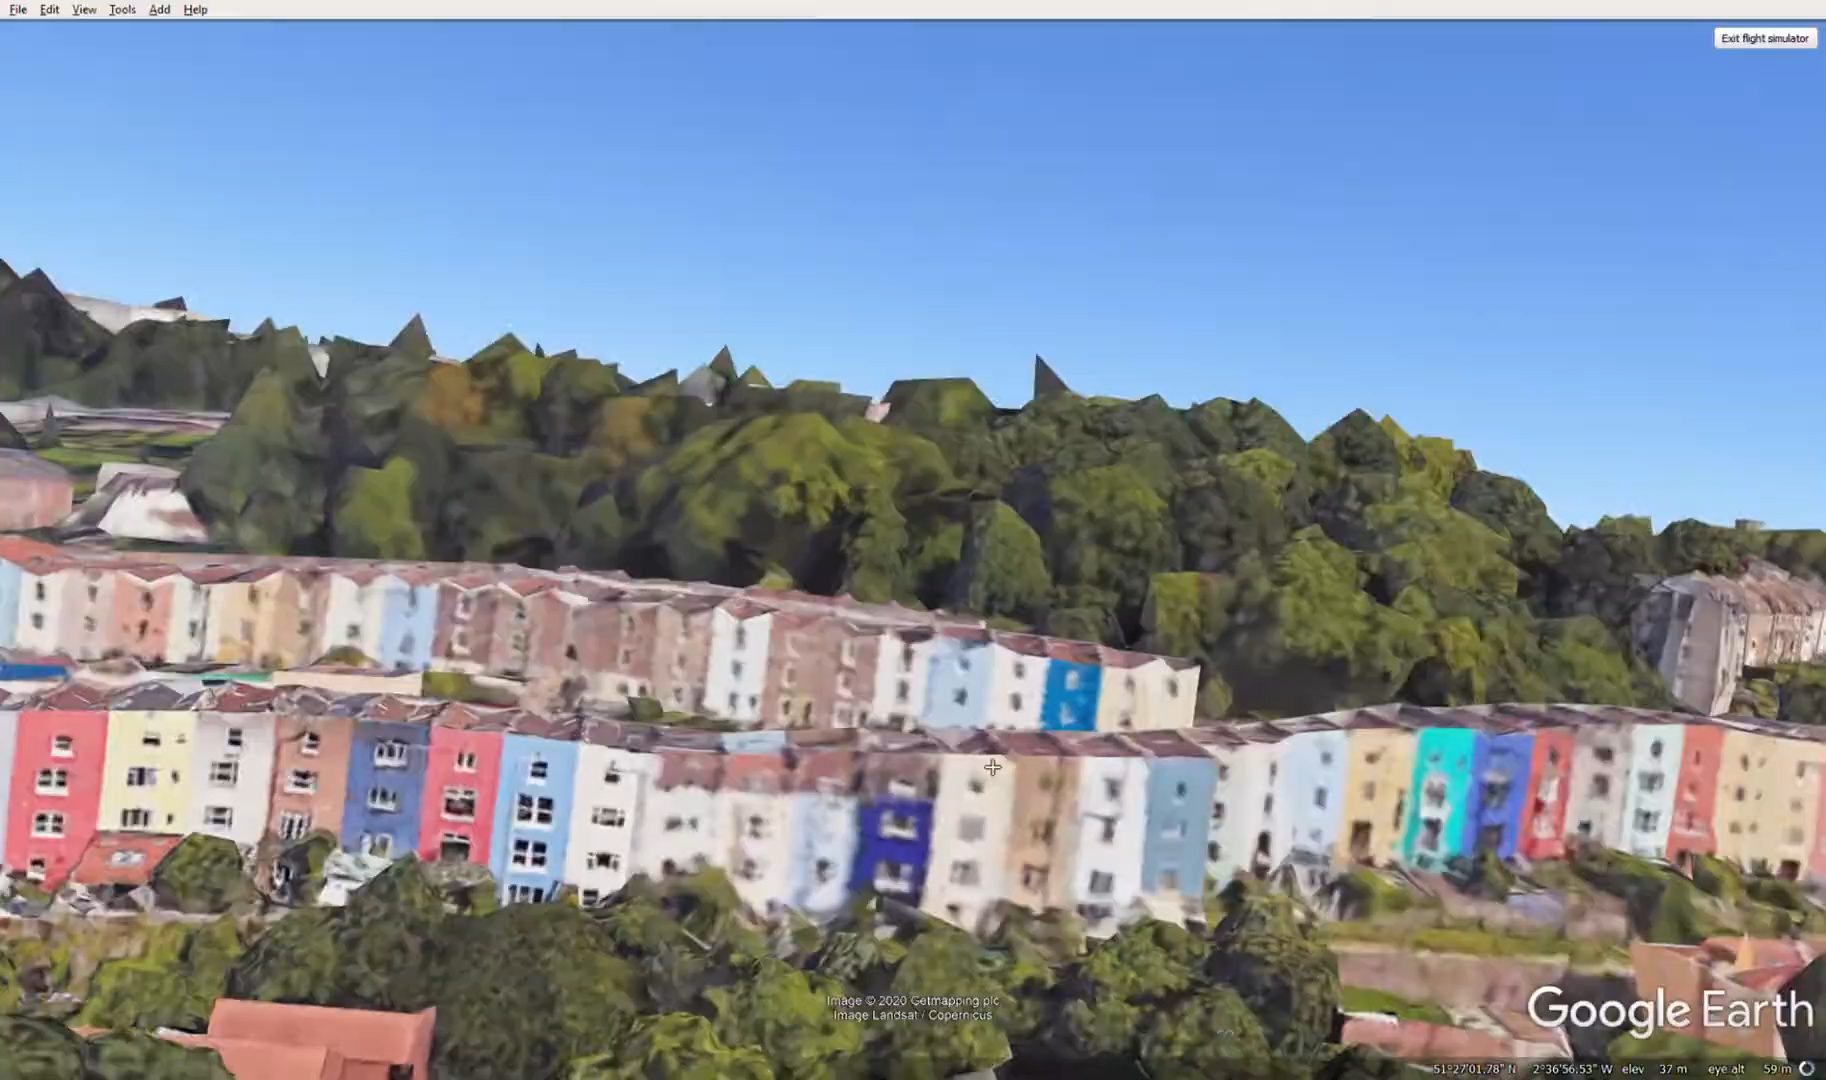 File Edit View Tools Add Help
Exit flight simulator
Image © 2020 Getmapping plc
Image Landsat / Copernicus
Google Earth
51°27'01.78" N 2°36'56.53" W elev 37 m eye alt 59 m